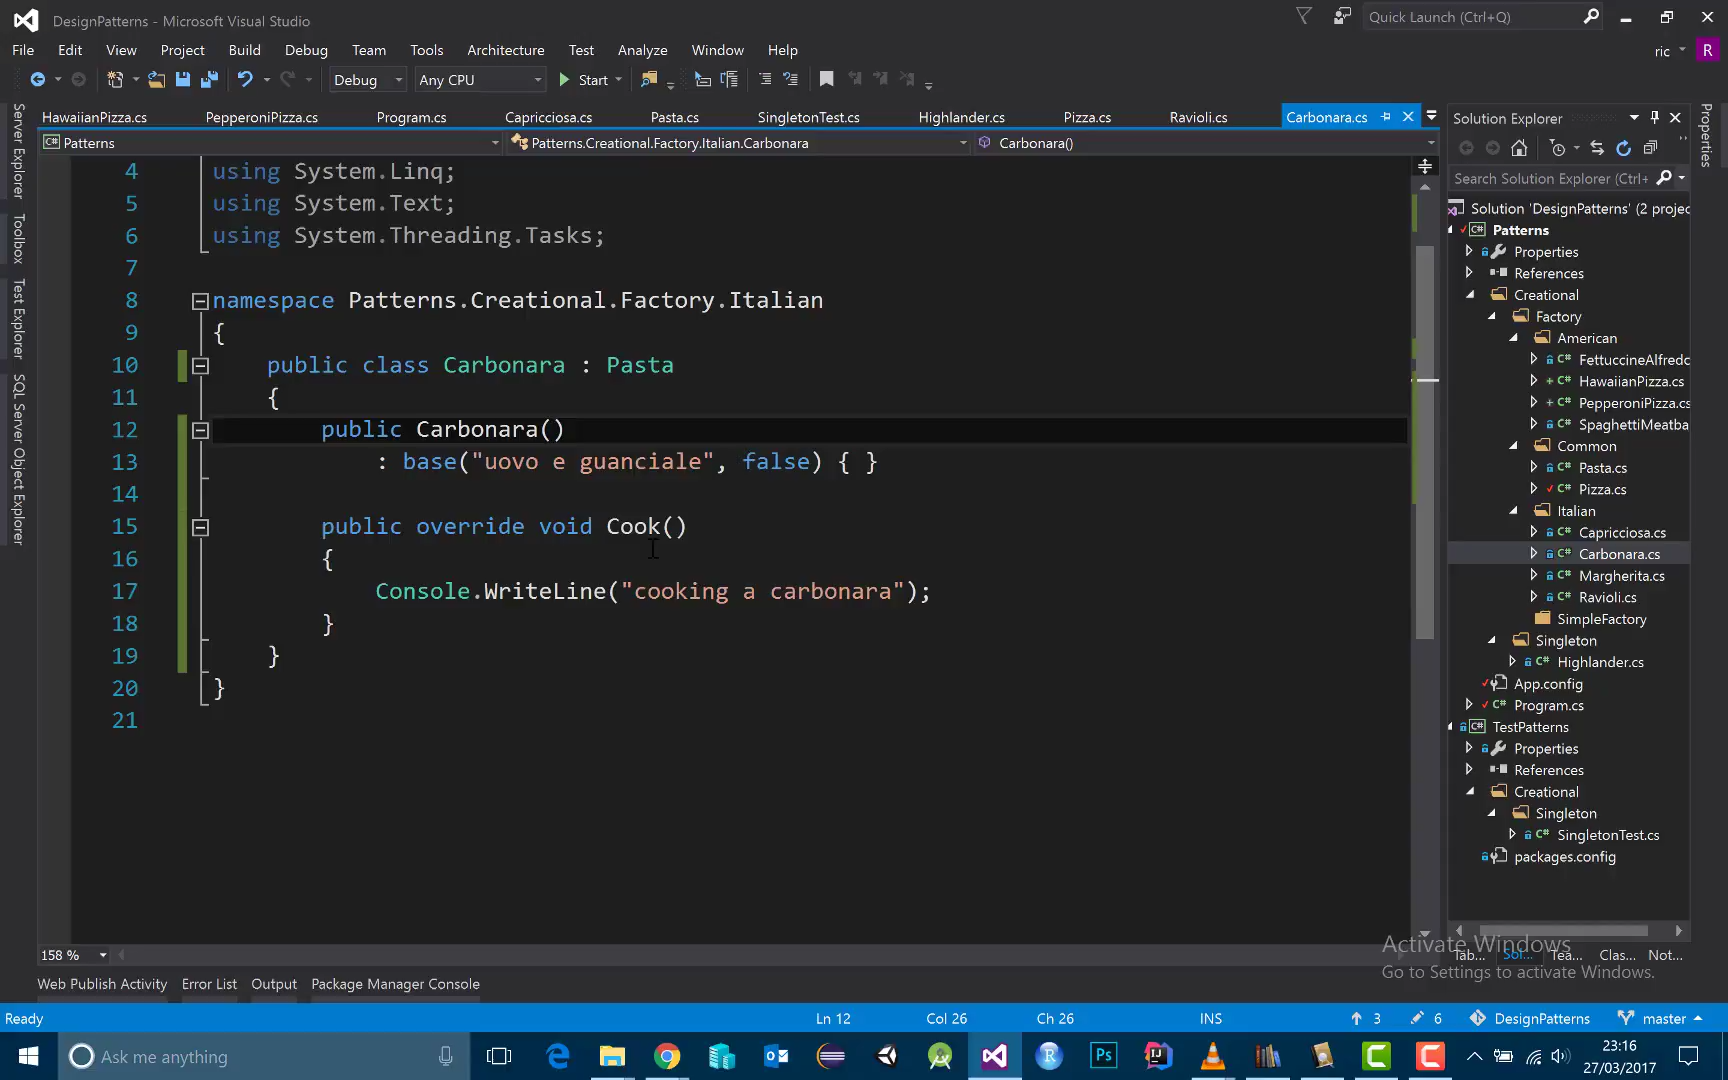 DesignPatterns - Microsoft Visual Studio
Quick Launch (Ctrl+Q)
File Edit View Project Build Debug Team Tools Architecture Test Analyze Window Help
ric
R
Debug
Any CPU
Start
HawaiianPizza.cs PepperoniPizza.cs Program.cs Capricciosa.cs Pasta.cs SingletonTest.cs Highlander.cs Pizza.cs Ravioli.cs Carbonara.cs
C# Patterns
Patterns.Creational.Factory.Italian.Carbonara
Carbonara()
Server Explorer
Toolbox
Test Explorer
SQL Server Object Explorer
4 using System.Linq;
5 using System.Text;
6 using System.Threading.Tasks;
7
8 namespace Patterns.Creational.Factory.Italian
9 {
10 public class Carbonara : Pasta
11 {
12 public Carbonara()
13 : base("uovo e guanciale", false) { }
14
15 public override void Cook()
16 {
17 Console.WriteLine("cooking a carbonara");
18 }
19 }
20 }
21
158 %
Solution Explorer
Search Solution Explorer (Ctrl+
Solution 'DesignPatterns' (2 projec
C# Patterns
Properties
References
Creational
Factory
American
C# FettuccineAlfredo
C# HawaiianPizza.cs
C# PepperoniPizza.cs
C# SpaghettiMeatba
Common
C# Pasta.cs
C# Pizza.cs
Italian
C# Capricciosa.cs
C# Carbonara.cs
C# Margherita.cs
C# Ravioli.cs
SimpleFactory
Singleton
C# Highlander.cs
App.config
C# Program.cs
C# TestPatterns
Properties
References
Creational
Singleton
C# SingletonTest.cs
packages.config
Properties
Tab... Sol... Tea... Clas... Not...
Activate Windows
Go to Settings to activate Windows.
Web Publish Activity Error List Output Package Manager Console
Ready
Ln 12
Col 26
Ch 26
INS
3
6
DesignPatterns
master
Ask me anything
23:16
27/03/2017